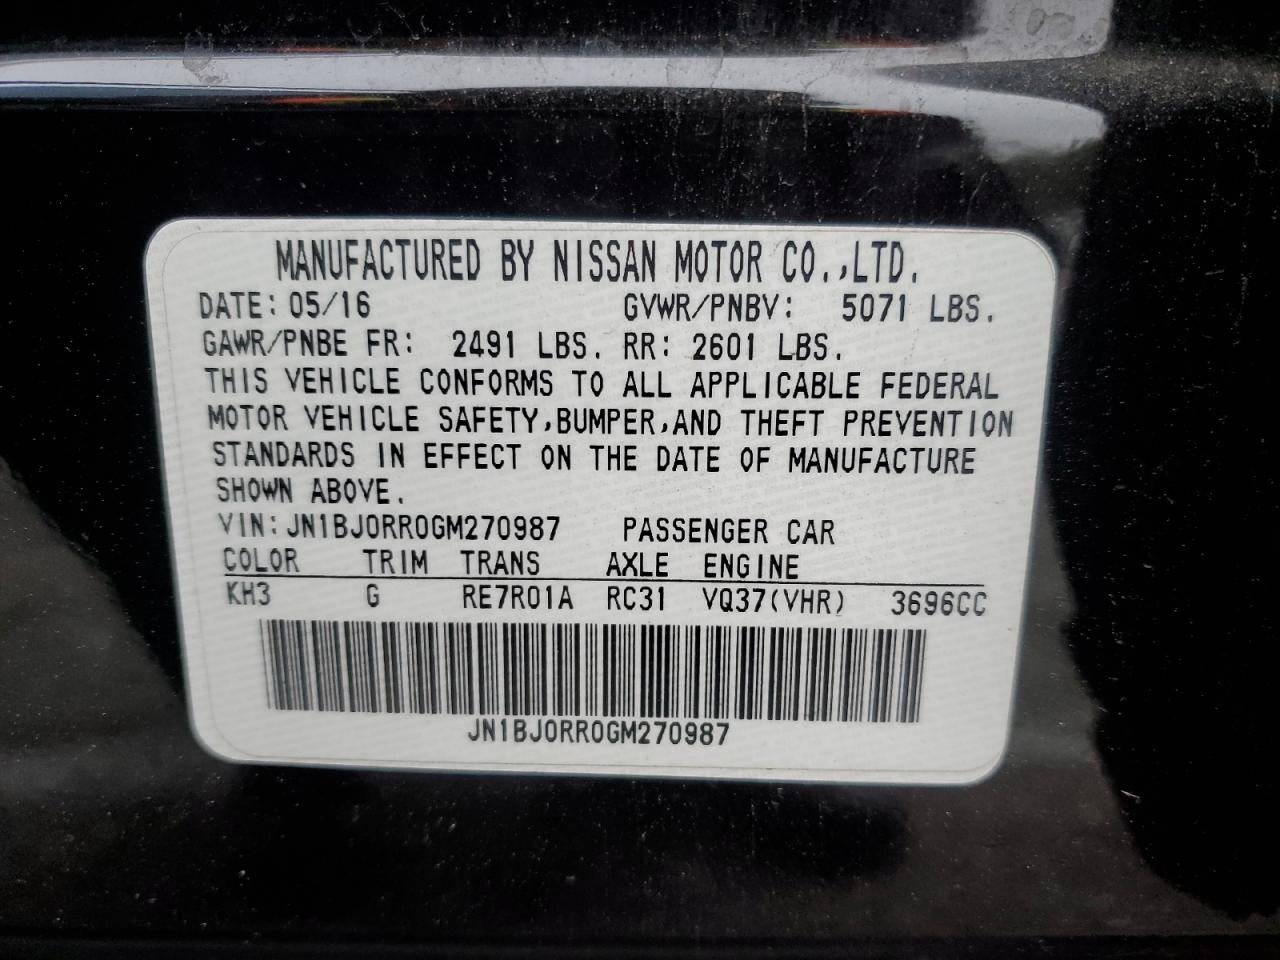 MANUFACTURED BY NISSAN MOTOR CO.,LTD.
DATE: 05/16 GVWR/PNBV: 5071 LBS.
GAWR/PNBE FR: 2491 LBS. RR: 2601 LBS.
THIS VEHICLE CONFORMS TO ALL APPLICABLE FEDERAL
MOTOR VEHICLE SAFETY,BUMPER,AND THEFT PREVENTION
STANDARDS IN EFFECT ON THE DATE OF MANUFACTURE
SHOWN ABOVE.
VIN: JN1BJ0RR0GM270987 PASSENGER CAR
COLOR TRIM TRANS AXLE ENGINE
KH3 G RE7R01A RC31 VQ37(VHR) 3696CC
JN1BJ0RR0GM270987